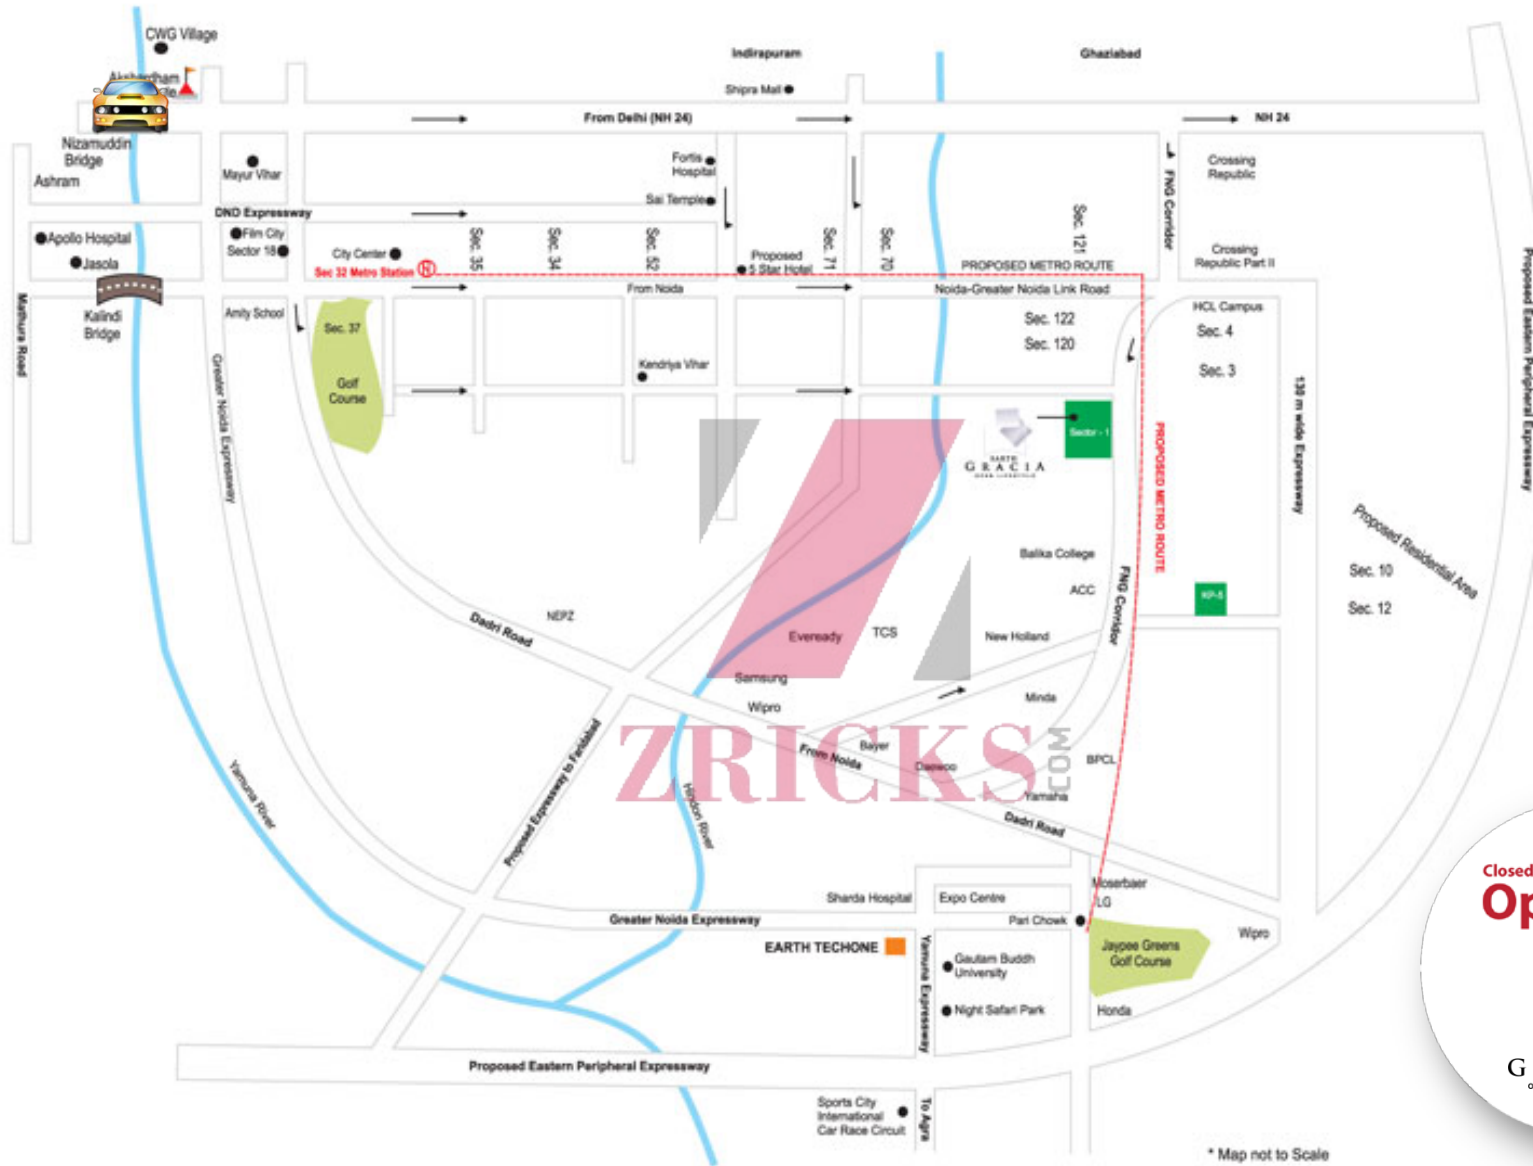 CWG Village
Indirapuram
Ghaziabad
Shipra Mall
From Delhi (NH 24)
NH 24
Nizamuddin
Bridge
Ashram
Mayur Vihar
Fortis
Hospital
Sai Temple
FNG Corridor
Crossing
Republic
DND Expressway
Apollo Hospital
Jasola
Film City
Sector 18
City Center
Sec 32 Metro Station
Sec. 35
Sec. 34
Sec. 52
Proposed
5 Star Hotel
Sec. 71
Sec. 70
Sec. 121
PROPOSED METRO ROUTE
Crossing
Republic Part II
From Noida
Noida-Greater Noida Link Road
Mathura Road
Kalindi
Bridge
Amity School
Sec. 37
Golf
Course
Greater Noida Expressway
Kendriya Vihar
Sec. 122
Sec. 120
HCL Campus
Sec. 4
Sec. 3
130 m wide Expressway
Proposed Eastern Peripheral Expressway
Sector - 1
EARTH
GRACIA
PROPOSED METRO ROUTE
Balika College
ACC
FNG Corridor
KP-5
Proposed Residential Area
Sec. 10
Sec. 12
NEPZ
Dadri Road
Eveready
TCS
New Holland
Samsung
Wipro
Minda
ZRICKS
.COM
From Noida
Bayer
Daewoo
BPCL
Yamaha
Dadri Road
Yamuna River
Proposed Expressway to Faridabad
Hindon River
Moserbaer
LG
Sharda Hospital
Expo Centre
Pari Chowk
Greater Noida Expressway
EARTH TECHONE
Yamuna Expressway
Gautam Buddh
University
Night Safari Park
Jaypee Greens
Golf Course
Wipro
Honda
Proposed Eastern Peripheral Expressway
Sports City
International
Car Race Circuit
To Agra
Closed
Op
G
* Map not to Scale